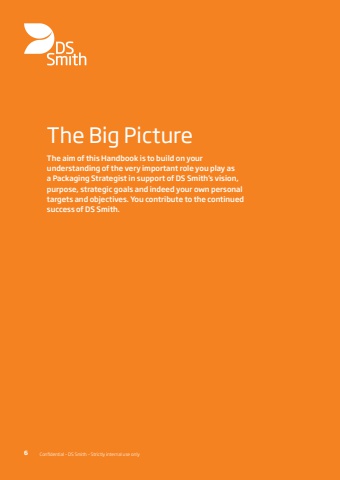 DS
Smith
The Big Picture
The aim of this Handbook is to build on your
understanding of the very important role you play as
a Packaging Strategist in support of DS Smith's vision,
purpose, strategic goals and indeed your own personal
targets and objectives. You contribute to the continued
success of DS Smith.
6 Confidential - DS Smith - Strictly internal use only